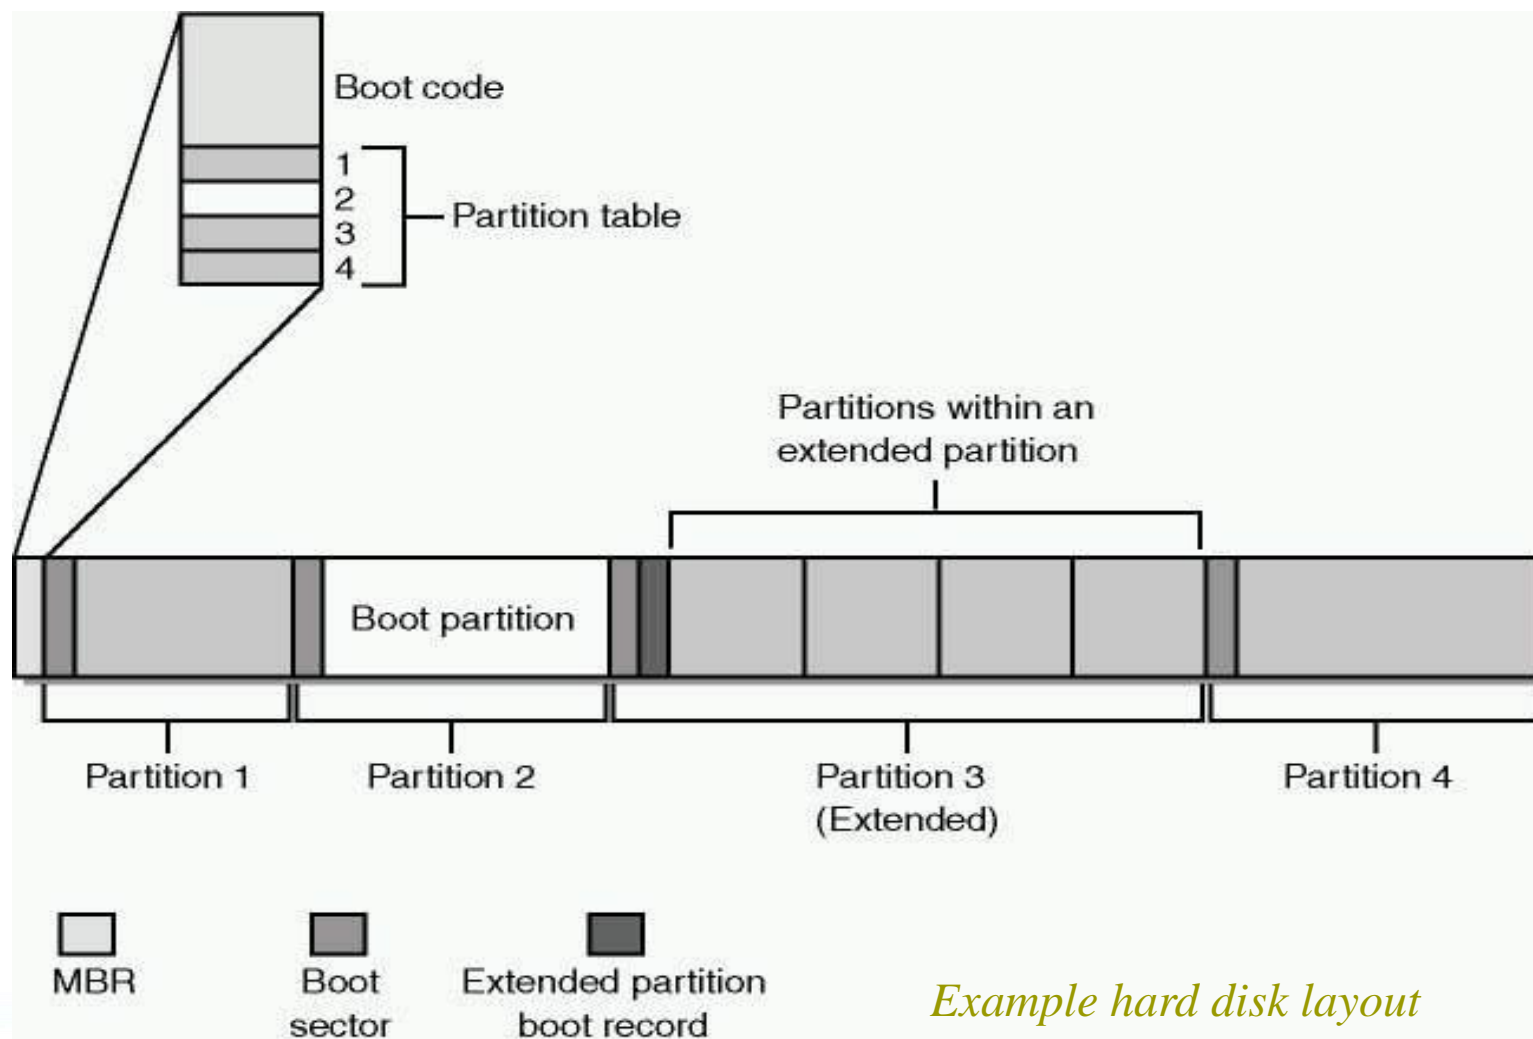 Boot code
1
2
3
4
Partition table
Partitions within an
extended partition
Boot partition
Partition 1
Partition 2
Partition 3
(Extended)
Partition 4
MBR
Boot
sector
Extended partition
boot record
Example hard disk layout